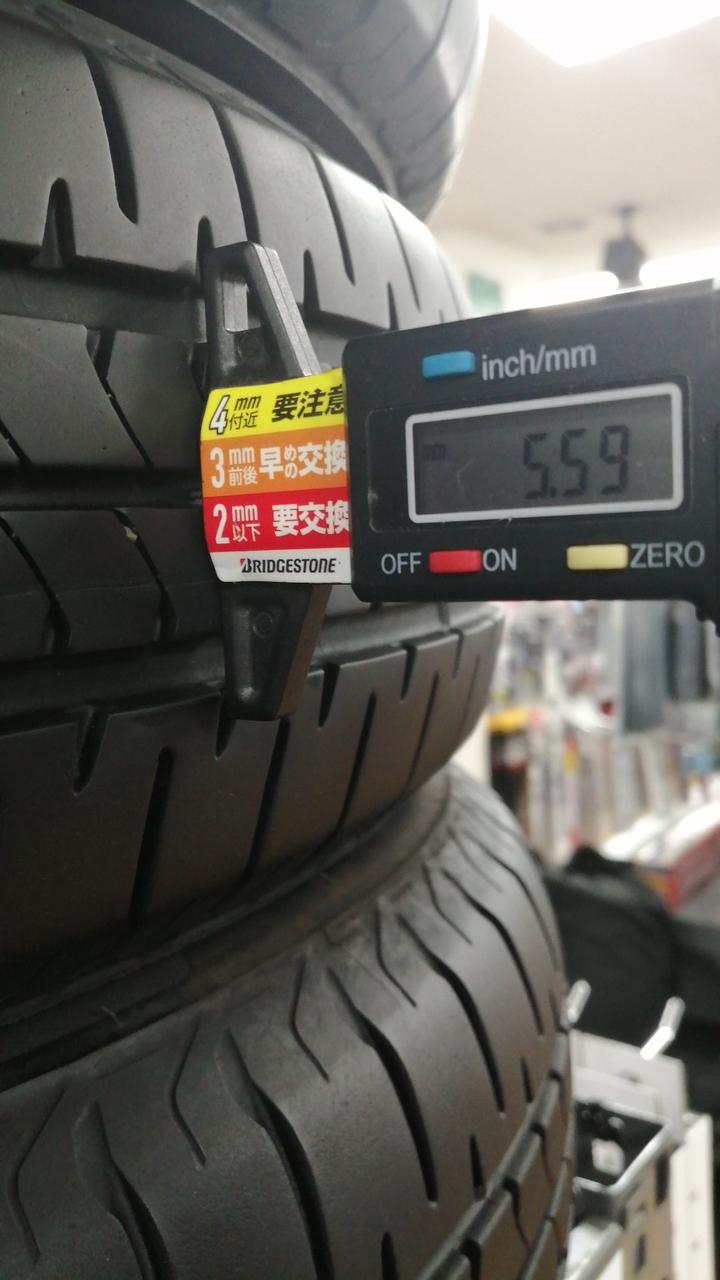 inch/mm
mm 5.59
OFF ON ZERO
4mm付近 要注意
3mm前後 早めの交換
2mm以下 要交換
BRIDGESTONE